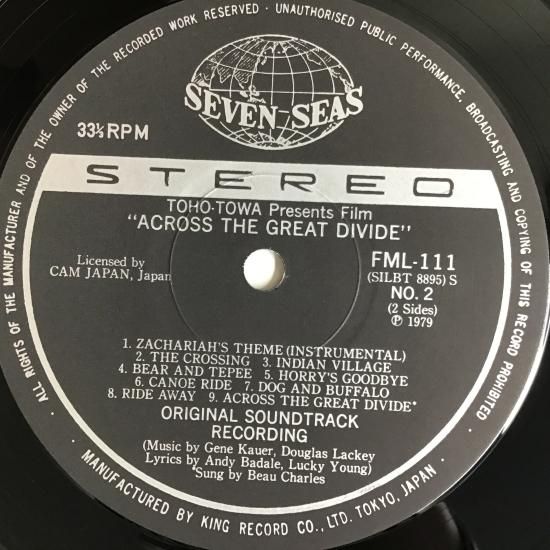 ALL RIGHTS OF THE MANUFACTURER AND OF THE OWNER OF THE RECORDED WORK RESERVED · UNAUTHORISED PUBLIC PERFORMANCE, BROADCASTING AND COPYING OF THIS RECORD PROHIBITED
SEVEN SEAS
33⅓ RPM
STEREO
TOHO-TOWA Presents Film
"ACROSS THE GREAT DIVIDE"
Licensed by
CAM JAPAN, Japan
FML-111
(SILBT 8895) S
NO. 2
(2 Sides)
Ⓟ 1979
1. ZACHARIAH'S THEME (INSTRUMENTAL)
2. THE CROSSING 3. INDIAN VILLAGE
4. BEAR AND TEPEE 5. HORRY'S GOODBYE
6. CANOE RIDE 7. DOG AND BUFFALO
8. RIDE AWAY 9. ACROSS THE GREAT DIVIDE*
ORIGINAL SOUNDTRACK
RECORDING
(Music by Gene Kauer, Douglas Lackey
Lyrics by Andy Badale, Lucky Young)
*Sung by Beau Charles
· MANUFACTURED BY KING RECORD CO., LTD. TOKYO, JAPAN ·